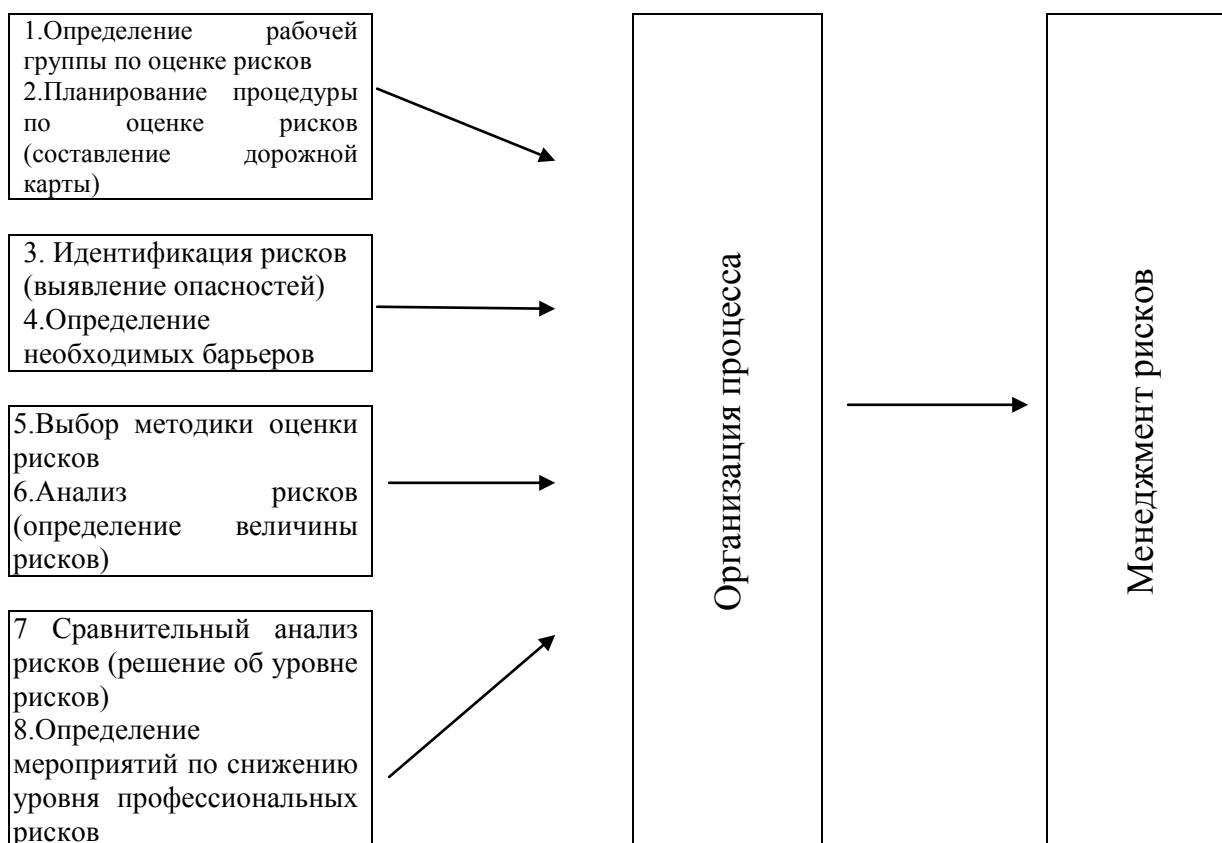 1.Определение рабочей
группы по оценке рисков
2.Планирование процедуры
по оценке рисков
(составление дорожной
карты)
3. Идентификация рисков
(выявление опасностей)
4.Определение
необходимых барьеров
5.Выбор методики оценки
рисков
6.Анализ рисков
(определение величины
рисков)
7 Сравнительный анализ
рисков (решение об уровне
рисков)
8.Определение
мероприятий по снижению
уровня профессиональных
рисков
Организация процесса
Менеджмент рисков